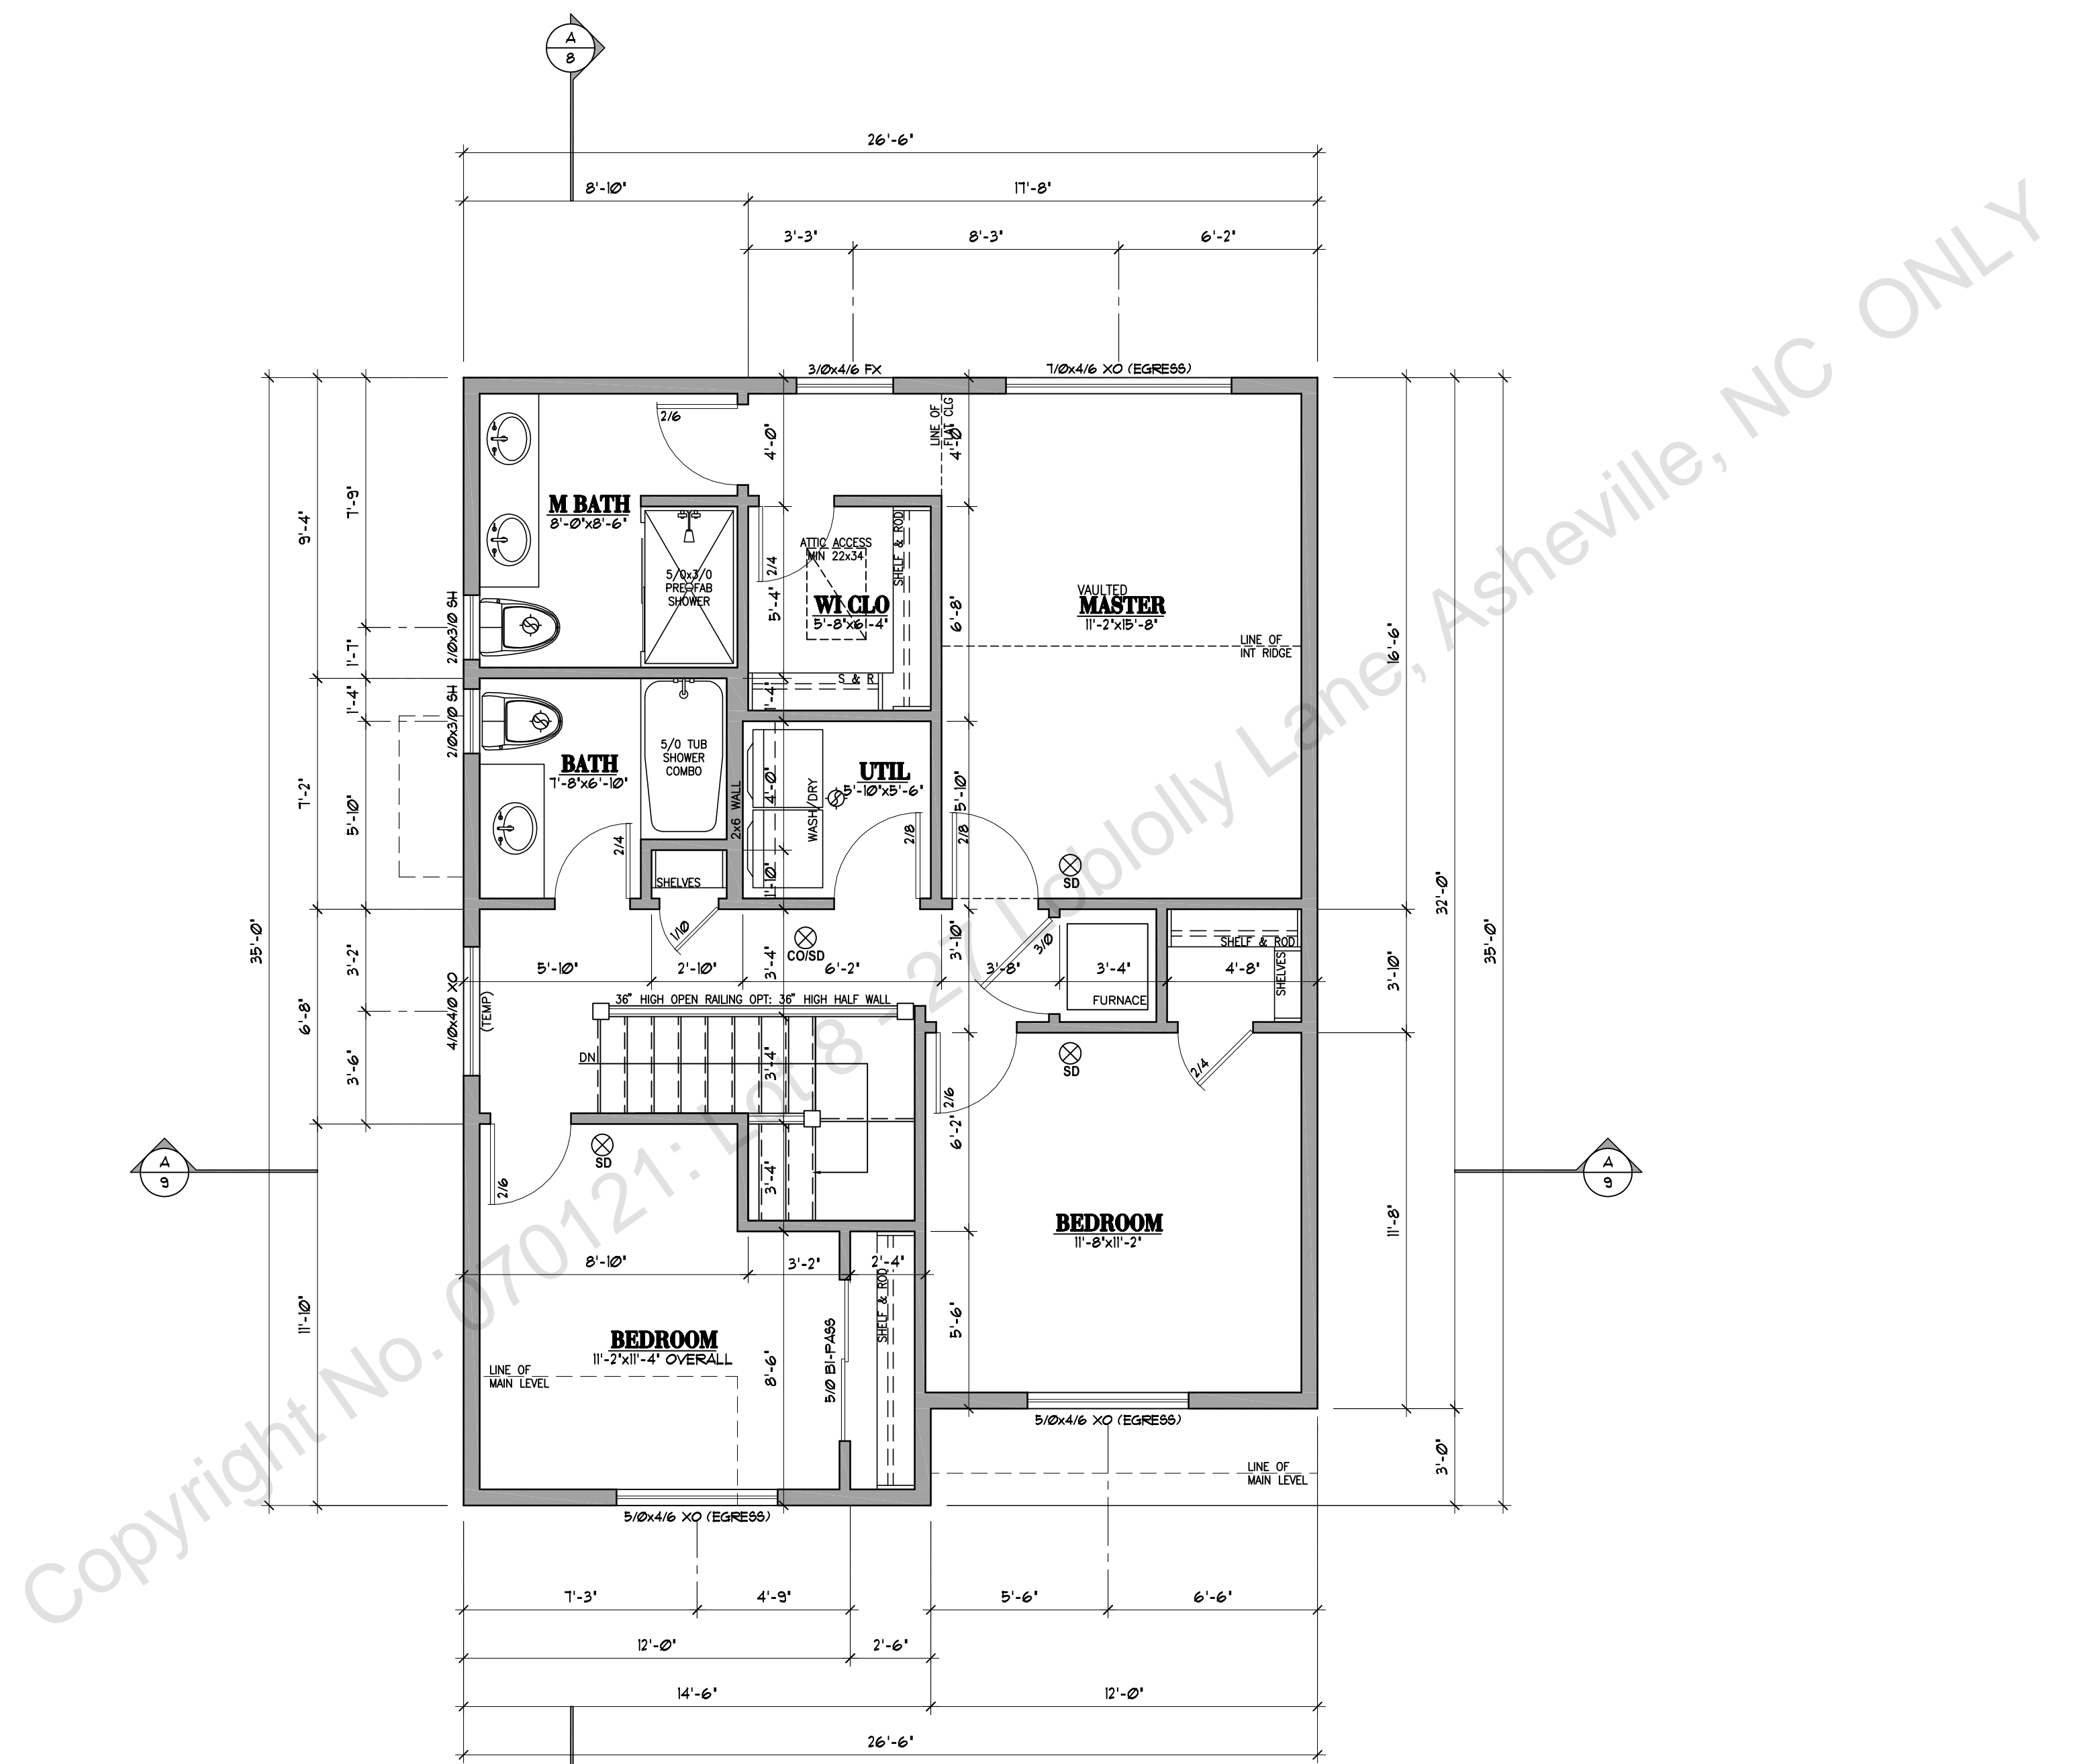 A
8
26'-6"
8'-10"
17'-8"
3'-3"
8'-3"
6'-2"
3/0x4/6 FX
7/0x4/6 XO (EGRESS)
2/6
LINE OF
FLAT CLG
4'-0"
4'-0"
7'-9"
9'-4"
M BATH
8'-0"x8'-6"
ATTIC ACCESS
MIN 22x34
SHELF & ROD
2/4
5/0x3/0
PRE-FAB
SHOWER
5'-4"
WI CLO
5'-8"x6'-4"
6'-8"
VAULTED
MASTER
11'-2"x15'-8"
LINE OF
INT RIDGE
16'-6"
2/0x3/0 SH
1'-7"
S & R
1'-4"
1'-4"
2/0x3/0 SH
5/0 TUB
SHOWER
COMBO
BATH
7'-8"x6'-10"
UTIL
5'-10"x5'-6"
4'-0"
5'-10"
7'-2"
5'-10"
2x6 WALL
WASH/DRY
2/4
2/8
2/8
SHELVES
1'-10"
SD
32'-0"
35'-0"
35'-0"
1/10
CO/SD
3'-10"
3/0
SHELF & ROD
SHELVES
3'-2"
3'-4"
3'-10"
5'-10"
2'-10"
6'-2"
3'-8"
3'-4"
4'-8"
FURNACE
36" HIGH OPEN RAILING OPT: 36" HIGH HALF WALL
4/0x4/0 XO
(TEMP)
6'-8"
3'-6"
DN
3'-4"
SD
2/4
2/6
6'-2"
SD
2/6
3'-4"
A
9
A
9
BEDROOM
11'-8"x11'-2"
11'-8"
8'-10"
3'-2"
2'-4"
SHELF & ROD
5'-6"
11'-10"
BEDROOM
11'-2"x11'-4" OVERALL
8'-6"
5/0 BI-PASS
LINE OF
MAIN LEVEL
5/0x4/6 XO (EGRESS)
3'-0"
LINE OF
MAIN LEVEL
5/0x4/6 XO (EGRESS)
7'-3"
4'-9"
5'-6"
6'-6"
12'-0"
2'-6"
14'-6"
12'-0"
26'-6"
Copyright No. 070121: Lot 8 - 27 Loblolly Lane, Asheville, NC ONLY